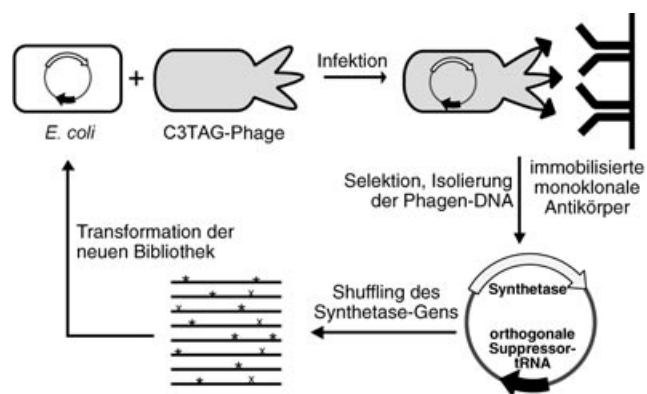 Infektion
+
E. coli
C3TAG-Phage
Selektion, Isolierung
der Phagen-DNA
immobilisierte
monoklonale
Antikörper
Transformation der
neuen Bibliothek
Shuffling des
Synthetase-Gens
Synthetase
orthogonale
Suppressor-
tRNA